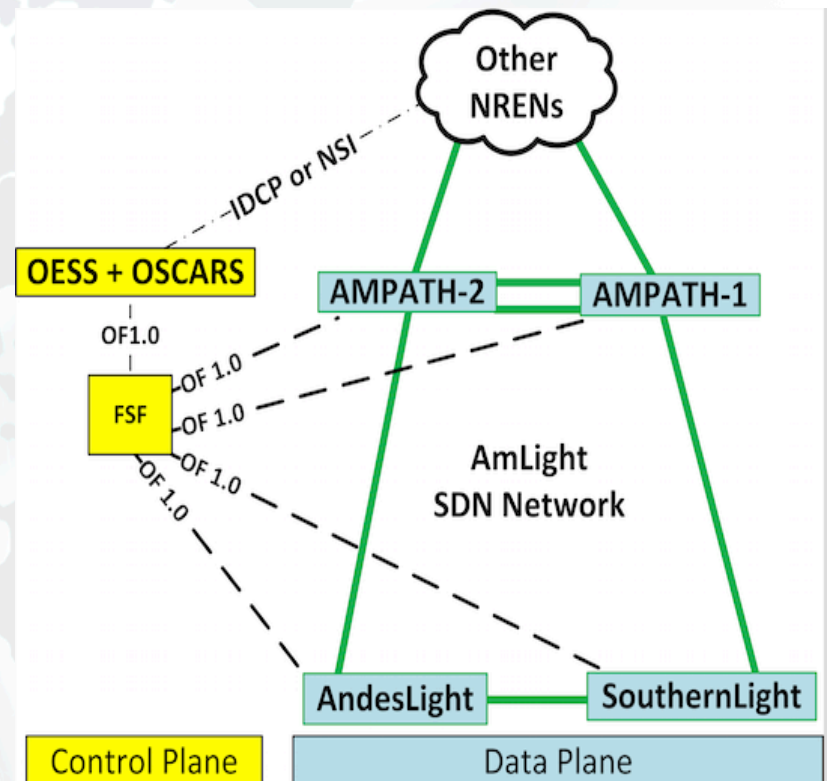 Other
NRENs
IDCP or NSI
OESS + OSCARS
AMPATH-2
AMPATH-1
OF1.0
FSF
OF 1.0
OF 1.0
OF 1.0
OF 1.0
AmLight
SDN Network
AndesLight
SouthernLight
Control Plane
Data Plane